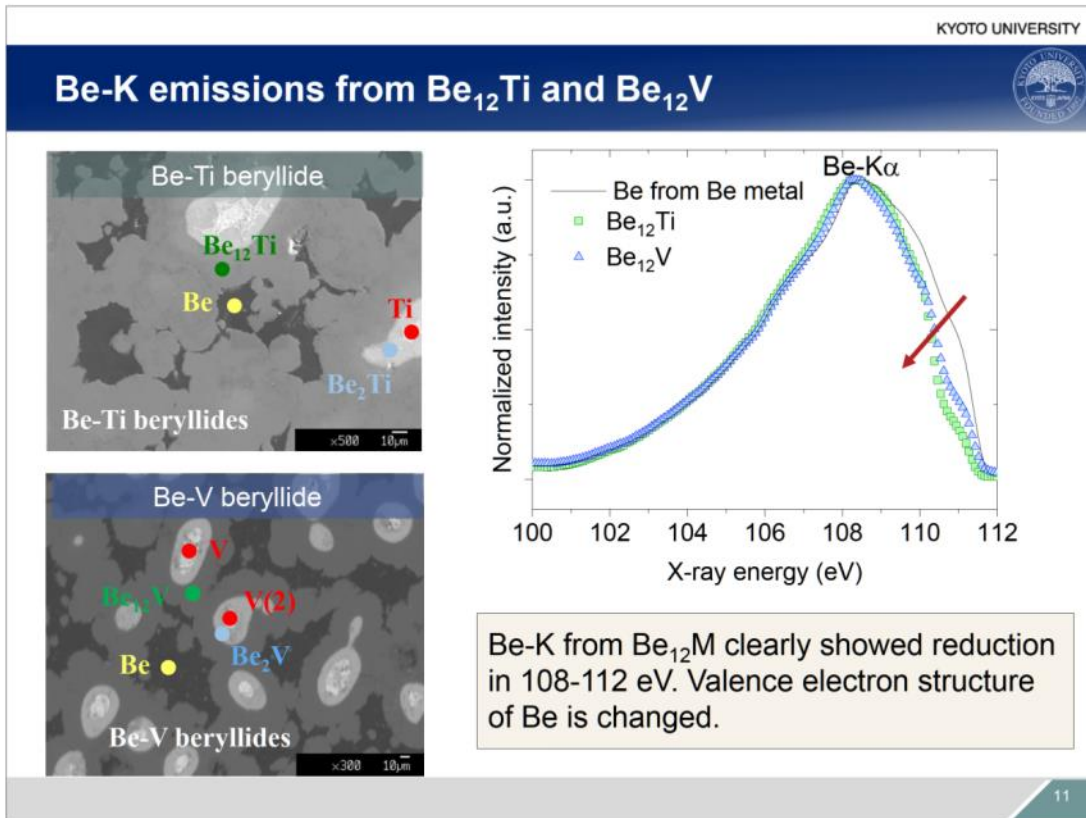 KYOTO UNIVERSITY
Be-K emissions from Be₁₂Ti and Be₁₂V
Be-Ti beryllide
Be₁₂Ti
Be
Ti
Be₂Ti
Be-Ti beryllides
×500 10μm
Be-V beryllide
V
Be₁₂V
V(2)
Be
Be₂V
Be-V beryllides
×300 10μm
Be-Kα
Be from Be metal
Be₁₂Ti
Be₁₂V
Normalized intensity (a.u.)
100 102 104 106 108 110 112
X-ray energy (eV)
Be-K from Be₁₂M clearly showed reduction
in 108-112 eV. Valence electron structure
of Be is changed.
11